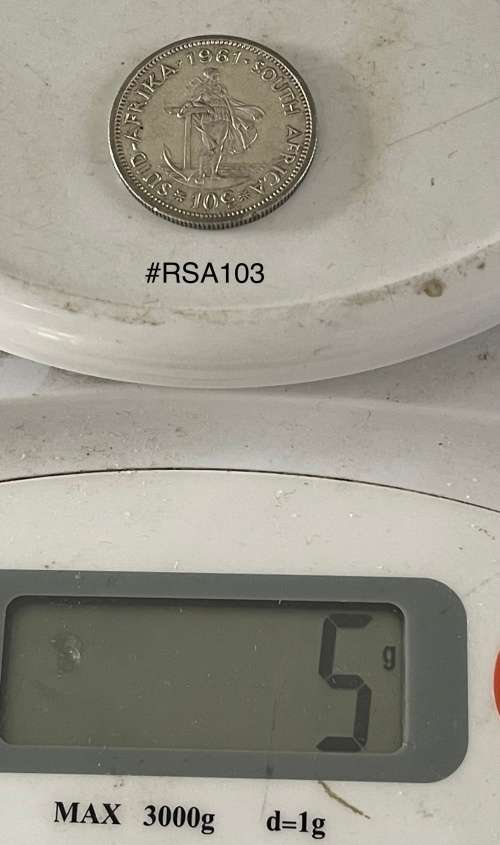 SUID-AFRIKA · 1961 · SOUTH AFRICA
10c
#RSA103
5 g
MAX 3000g d=1g